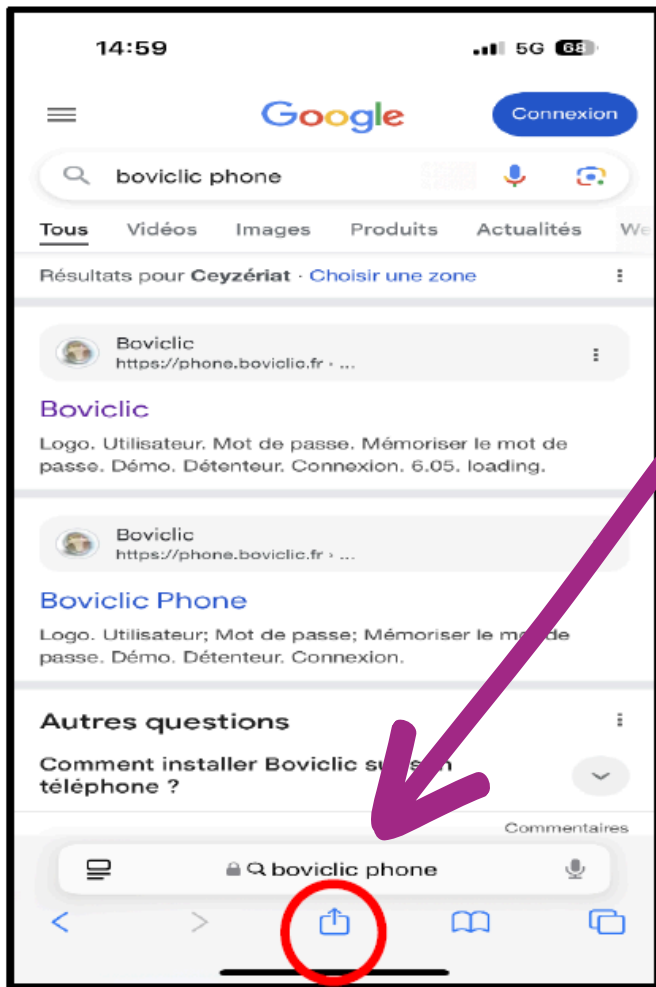 14:59 5G 68
Google Connexion
boviclic phone
Tous Vidéos Images Produits Actualités We
Résultats pour Ceyzériat · Choisir une zone
Boviclic
https://phone.boviclic.fr › ...
Boviclic
Logo. Utilisateur. Mot de passe. Mémoriser le mot de
passe. Démo. Détenteur. Connexion. 6.05. loading.
Boviclic
https://phone.boviclic.fr › ...
Boviclic Phone
Logo. Utilisateur; Mot de passe; Mémoriser le de
passe. Démo. Détenteur. Connexion.
Autres questions
Comment installer Boviclic
téléphone ?
Commentaires
boviclic phone